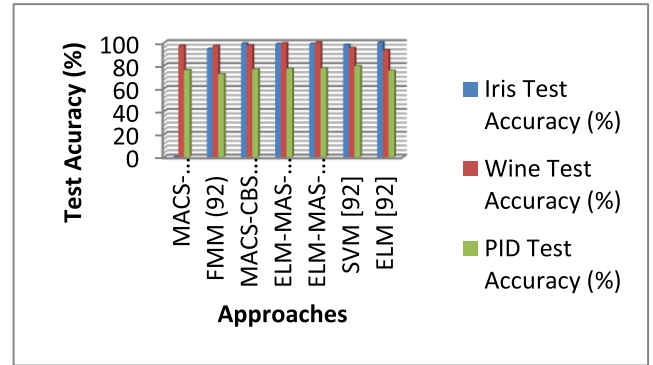 Test Acuracy (%)
100
80
60
40
20
0
MACS-...
FMM (92)
MACS-CBS...
ELM-MAS-...
ELM-MAS-...
SVM [92]
ELM [92]
Approaches
Iris Test
Accuracy (%)
Wine Test
Accuracy (%)
PID Test
Accuracy (%)